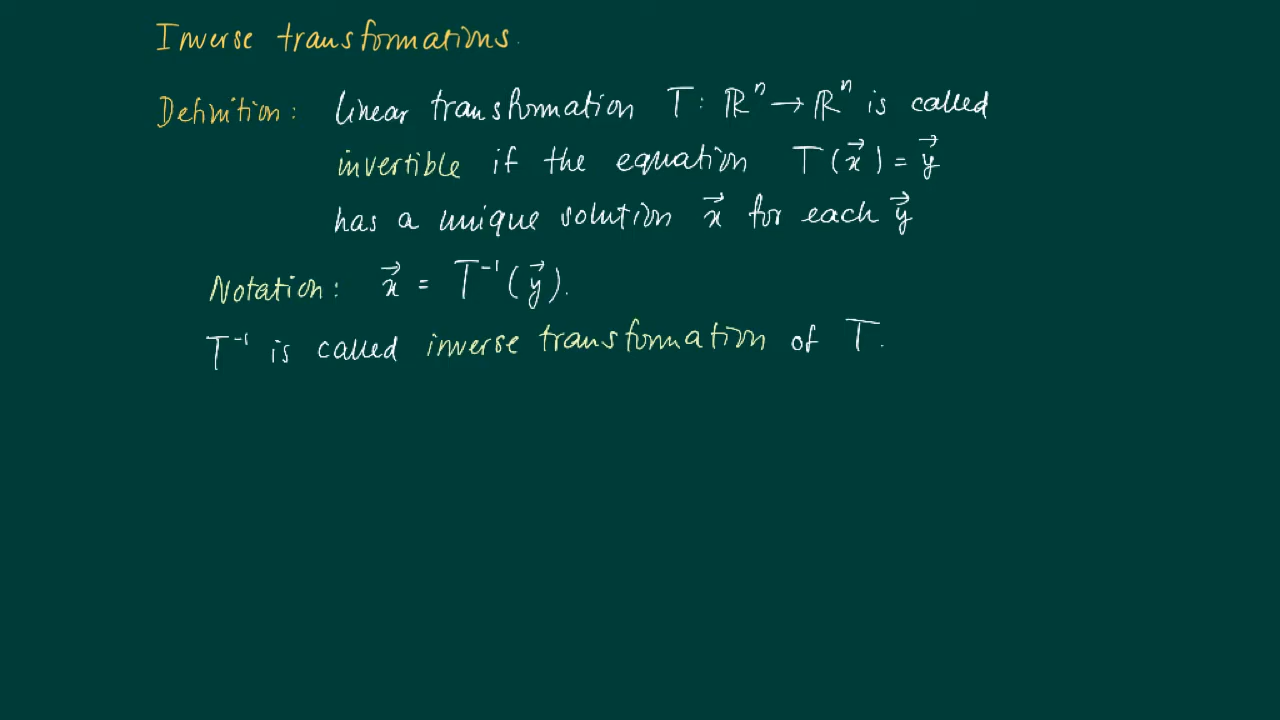 Inverse transformations.
Definition: linear transformation T: ℝⁿ → ℝⁿ is called
invertible if the equation T(x⃗) = y⃗
has a unique solution x⃗ for each y⃗
Notation: x⃗ = T⁻¹(y⃗).
T⁻¹ is called inverse transformation of T.